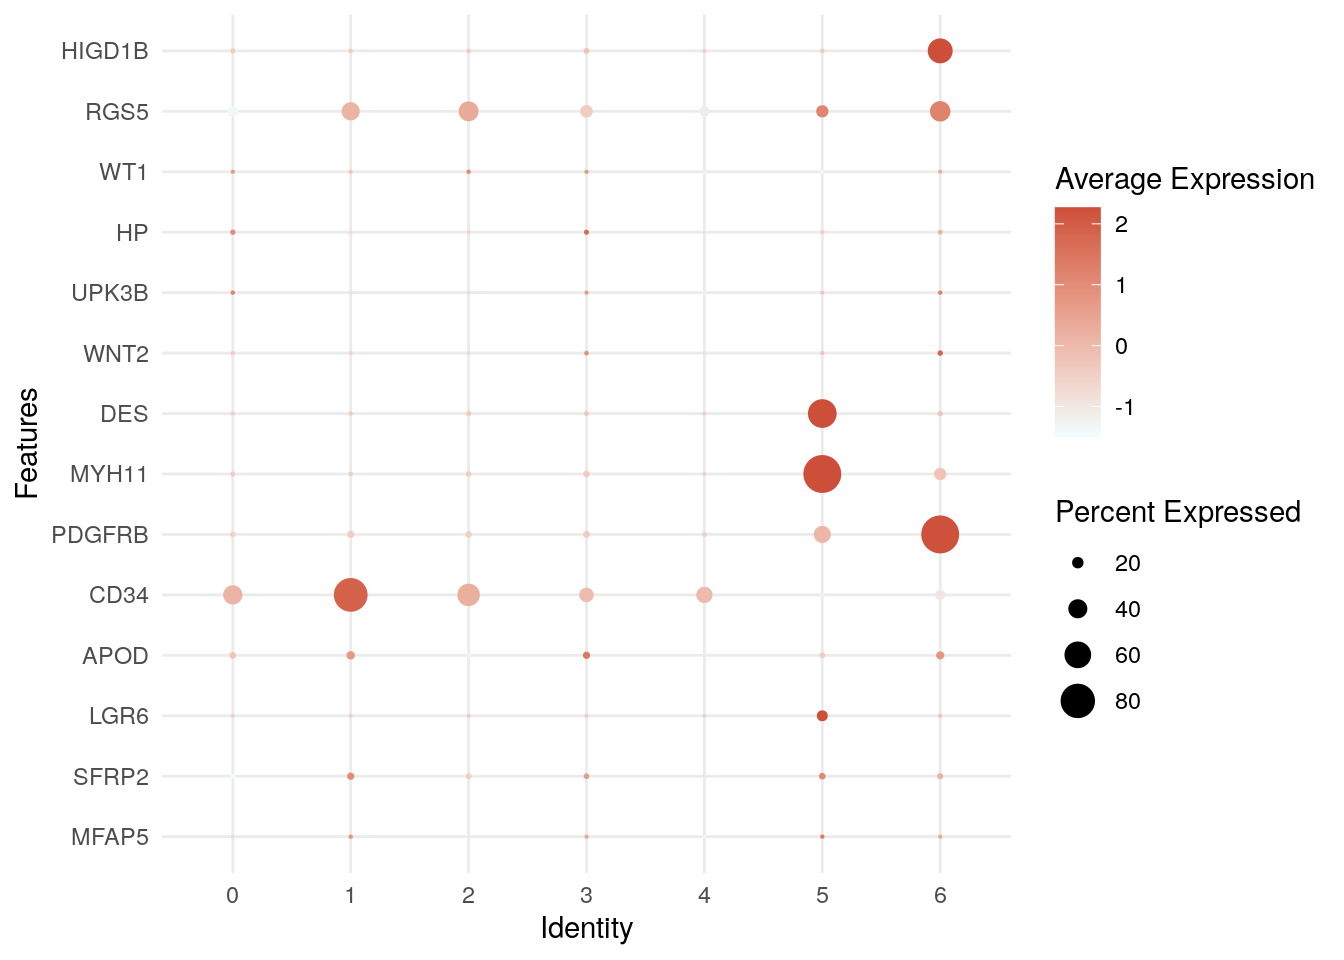 HIGD1B
RGS5
WT1
HP
UPK3B
WNT2
DES
MYH11
PDGFRB
CD34
APOD
LGR6
SFRP2
MFAP5
Features
0 1 2 3 4 5 6
Identity
Average Expression
2
1
0
-1
Percent Expressed
20
40
60
80